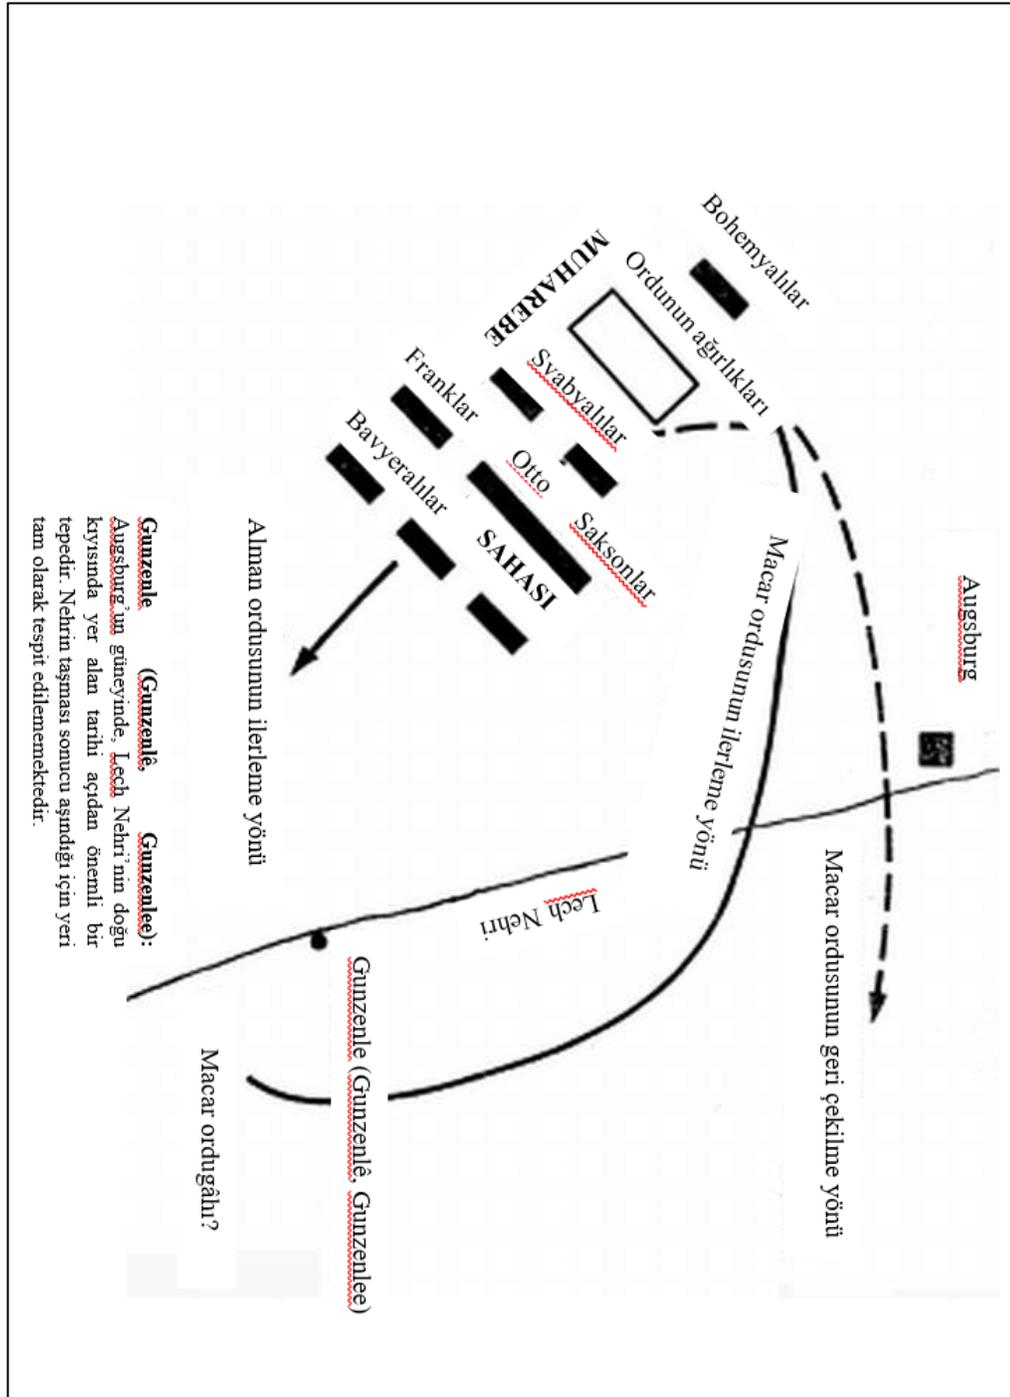 Augsburg
Macar ordusunun geri çekilme yönü
Bohemyalılar
Ordunun ağırlıkları
Macar ordusunun ilerleme yönü
MUHAREBE
Svabyalılar
Saksonlar
Lech Nehri
Franklar
Otto
SAHASI
Bavyeralılar
Gunzenle (Gunzenlê, Gunzenlee)
Alman ordusunun ilerleme yönü
Macar ordugâhı?
Gunzenle (Gunzenlê, Gunzenlee):
Augsburg'un güneyinde, Lech Nehri'nin doğu
kıyısında yer alan tarihi açıdan önemli bir
tepedir. Nehrin taşması sonucu aşındığı için yeri
tam olarak tespit edilememektedir.